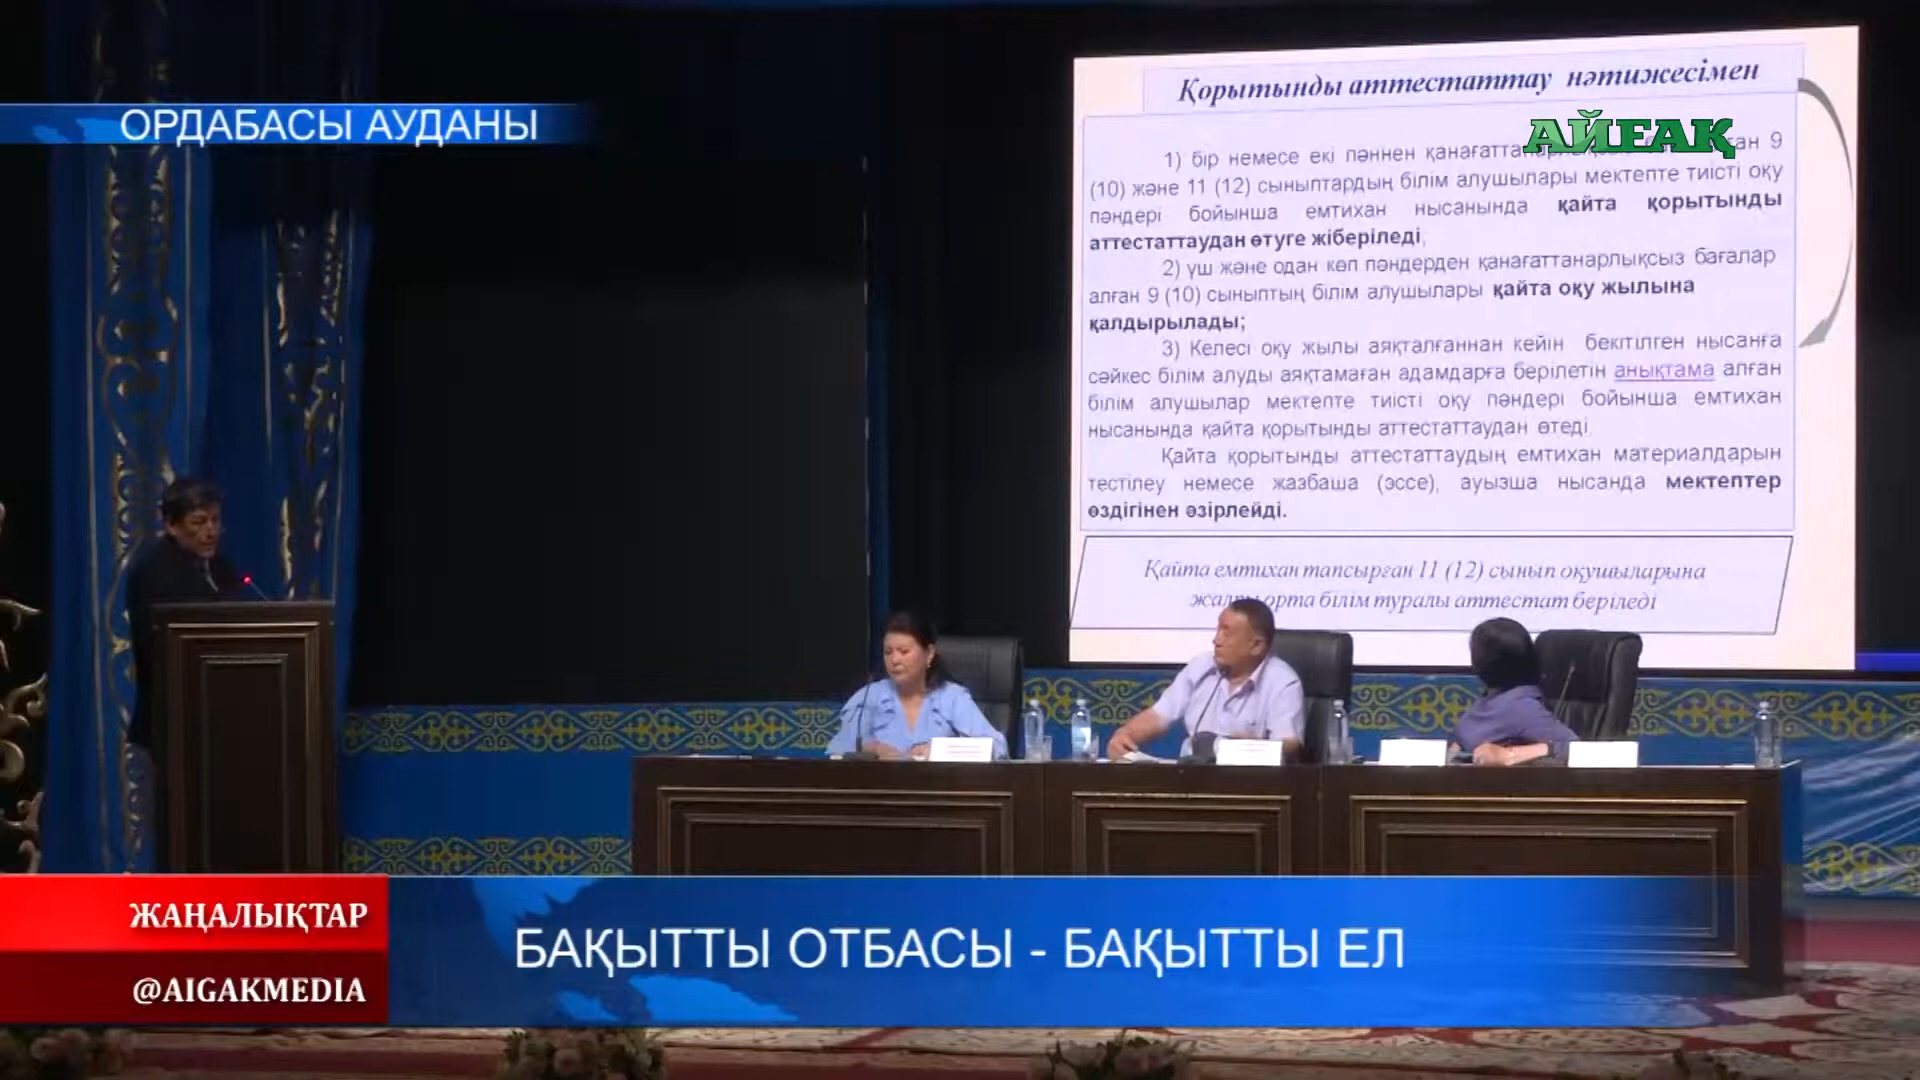 Қорытынды аттестаттау нәтижесімен
ОРДАБАСЫ АУДАНЫ
АЙҒАҚ
1) бір немесе екі пәннен ған 9
(10) және 11 (12) сыныптардың білім алушылары мектепте тиісті оқу
пәндері бойынша емтихан нысанында қайта қорытынды
аттестаттаудан өтуге жіберіледі,
2) үш және одан көп пәндерден қанағаттанарлықсыз бағалар
алған 9 (10) сыныптың білім алушылары қайта оқу жылына
қалдырылады;
3) Келесі оқу жылы аяқталғаннан кейін бекітілген нысанға
сәйкес білім алуды аяқтамаған адамдарға берілетін анықтама алған
білім алушылар мектепте тиісті оқу пәндері бойынша емтихан
нысанында қайта қорытынды аттестаттаудан өтеді.
Қайта қорытынды аттестаттаудың емтихан материалдарын
тестілеу немесе жазбаша (эссе), ауызша нысанда мектептер
өздігінен әзірлейді.
Қайта емтихан тапсырған 11 (12) сынып оқушыларына
жалпы орта білім туралы аттестат беріледі
ЖАҢАЛЫҚТАР
@AIGAKMEDIA
БАҚЫТТЫ ОТБАСЫ - БАҚЫТТЫ ЕЛ